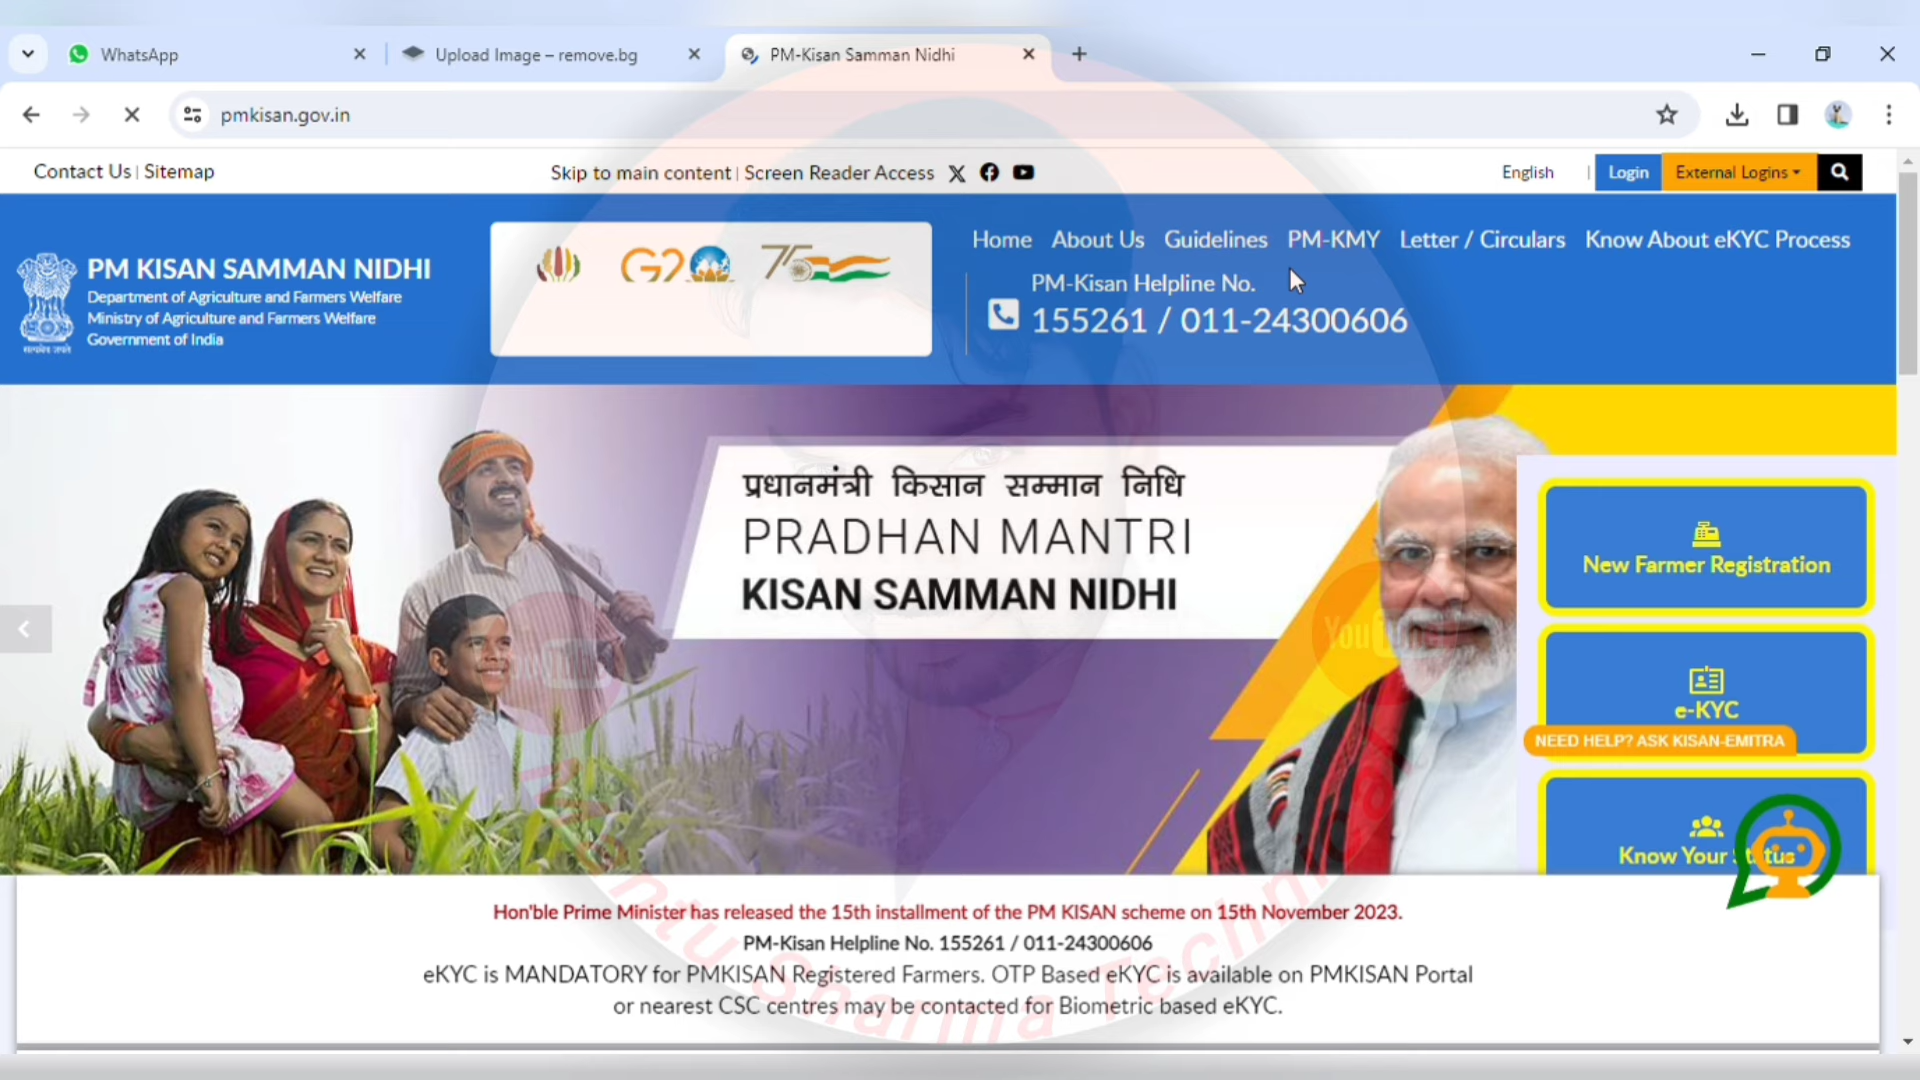 WhatsApp
Upload Image – remove.bg
PM-Kisan Samman Nidhi
pmkisan.gov.in
Contact Us | Sitemap
Skip to main content | Screen Reader Access
English
Login
External Logins
PM KISAN SAMMAN NIDHI
Department of Agriculture and Farmers Welfare
Ministry of Agriculture and Farmers Welfare
Government of India
G20
75
Home About Us Guidelines PM-KMY Letter / Circulars Know About eKYC Process
PM-Kisan Helpline No.
155261 / 011-24300606
प्रधानमंत्री किसान सम्मान निधि
PRADHAN MANTRI
KISAN SAMMAN NIDHI
New Farmer Registration
e-KYC
NEED HELP? ASK KISAN-EMITRA
Know Your Status
Hon'ble Prime Minister has released the 15th installment of the PM KISAN scheme on 15th November 2023.
PM-Kisan Helpline No. 155261 / 011-24300606
eKYC is MANDATORY for PMKISAN Registered Farmers. OTP Based eKYC is available on PMKISAN Portal
or nearest CSC centres may be contacted for Biometric based eKYC.
Sharma